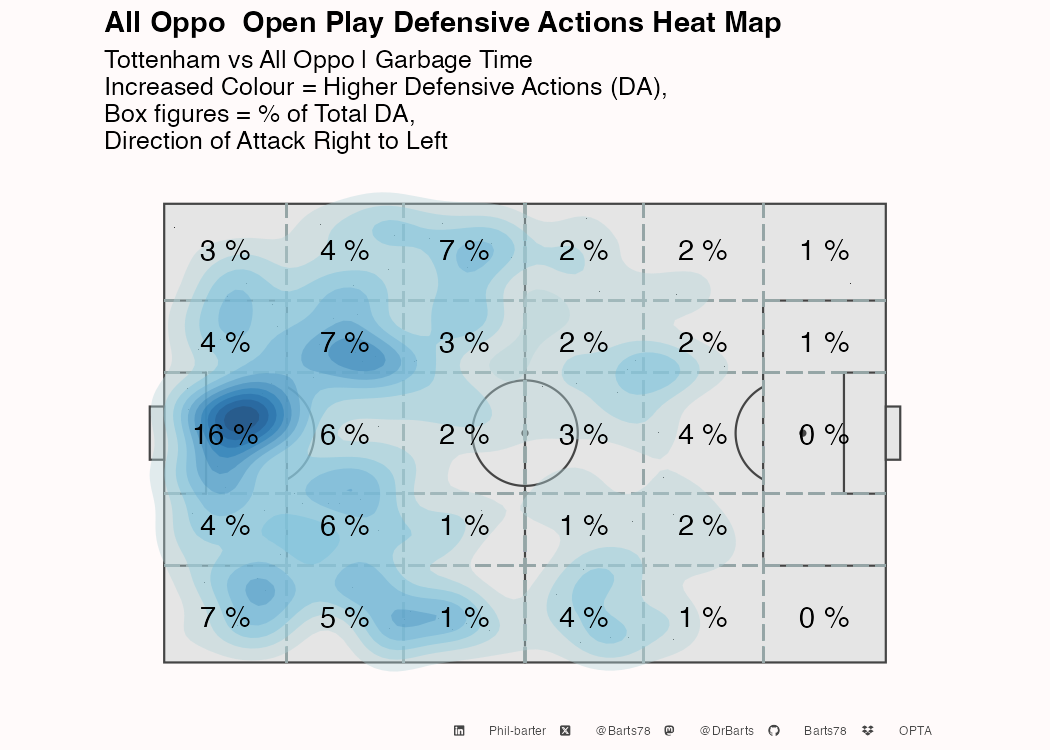 All Oppo  Open Play Defensive Actions Heat Map
Tottenham vs All Oppo | Garbage Time
Increased Colour = Higher Defensive Actions (DA),
Box figures = % of Total DA,
Direction of Attack Right to Left
3 % 4 % 7 % 2 % 2 % 1 %
4 % 7 % 3 % 2 % 2 % 1 %
16 % 6 % 2 % 3 % 4 % 0 %
4 % 6 % 1 % 1 % 2 %
7 % 5 % 1 % 4 % 1 % 0 %
Phil-barter @Barts78 @DrBarts Barts78 OPTA